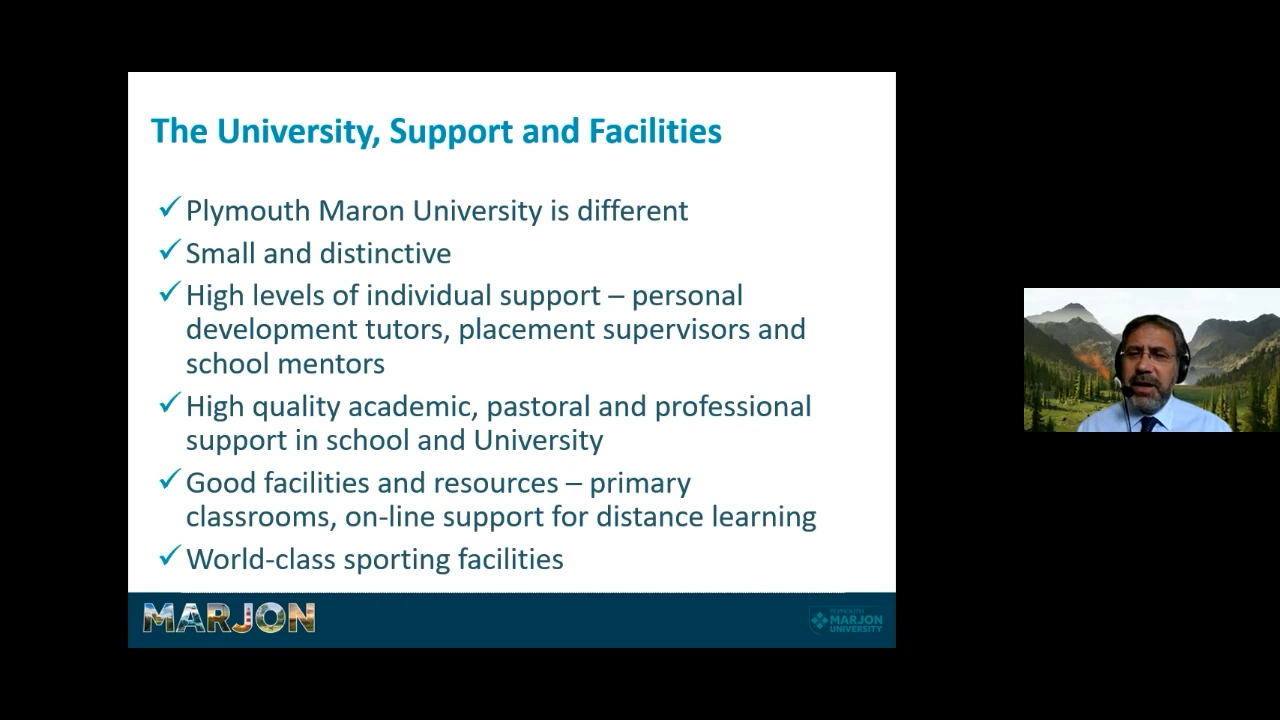 The University, Support and Facilities
✓ Plymouth Maron University is different
✓ Small and distinctive
✓ High levels of individual support – personal
development tutors, placement supervisors and
school mentors
✓ High quality academic, pastoral and professional
support in school and University
✓ Good facilities and resources – primary
classrooms, on-line support for distance learning
✓ World-class sporting facilities
MARJON
PLYMOUTH
MARJON
UNIVERSITY